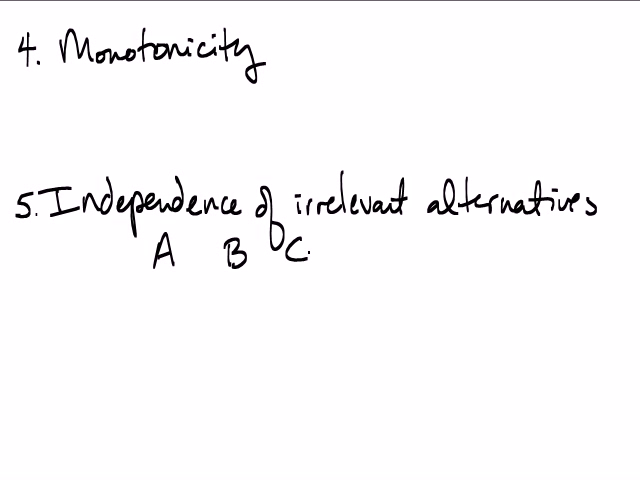 4. Monotonicity
5. Independence of irrelevant alternatives
A B C.